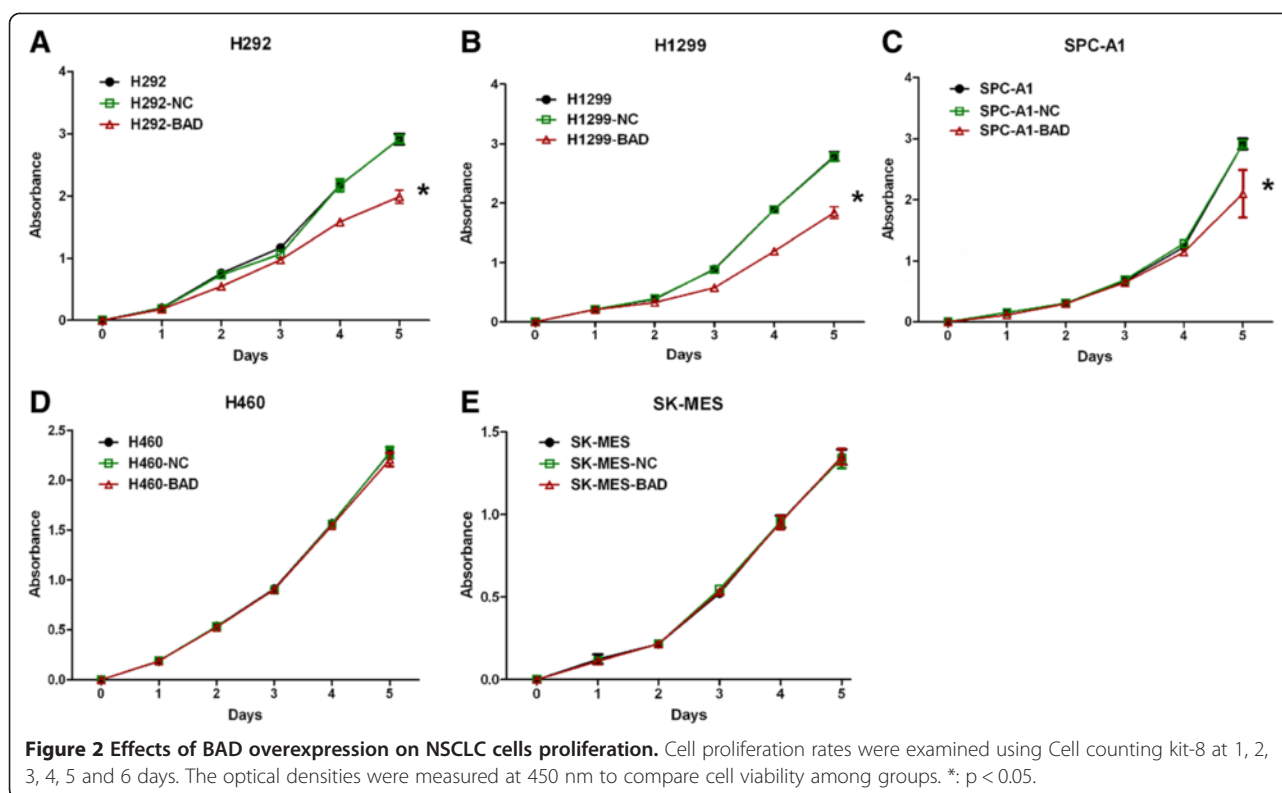 A
H292
H292
H292-NC
H292-BAD
Absorbance
4
3
2
1
0
0 1 2 3 4 5
Days
*
B
H1299
H1299
H1299-NC
H1299-BAD
Absorbance
4
3
2
1
0
0 1 2 3 4 5
Days
*
C
SPC-A1
SPC-A1
SPC-A1-NC
SPC-A1-BAD
Absorbance
4
3
2
1
0
0 1 2 3 4 5
Days
*
D
H460
H460
H460-NC
H460-BAD
Absorbance
2.5
2.0
1.5
1.0
0.5
0.0
0 1 2 3 4 5
Days
E
SK-MES
SK-MES
SK-MES-NC
SK-MES-BAD
Absorbance
1.5
1.0
0.5
0.0
0 1 2 3 4 5
Days
Figure 2 Effects of BAD overexpression on NSCLC cells proliferation. Cell proliferation rates were examined using Cell counting kit-8 at 1, 2,
3, 4, 5 and 6 days. The optical densities were measured at 450 nm to compare cell viability among groups. *: p < 0.05.